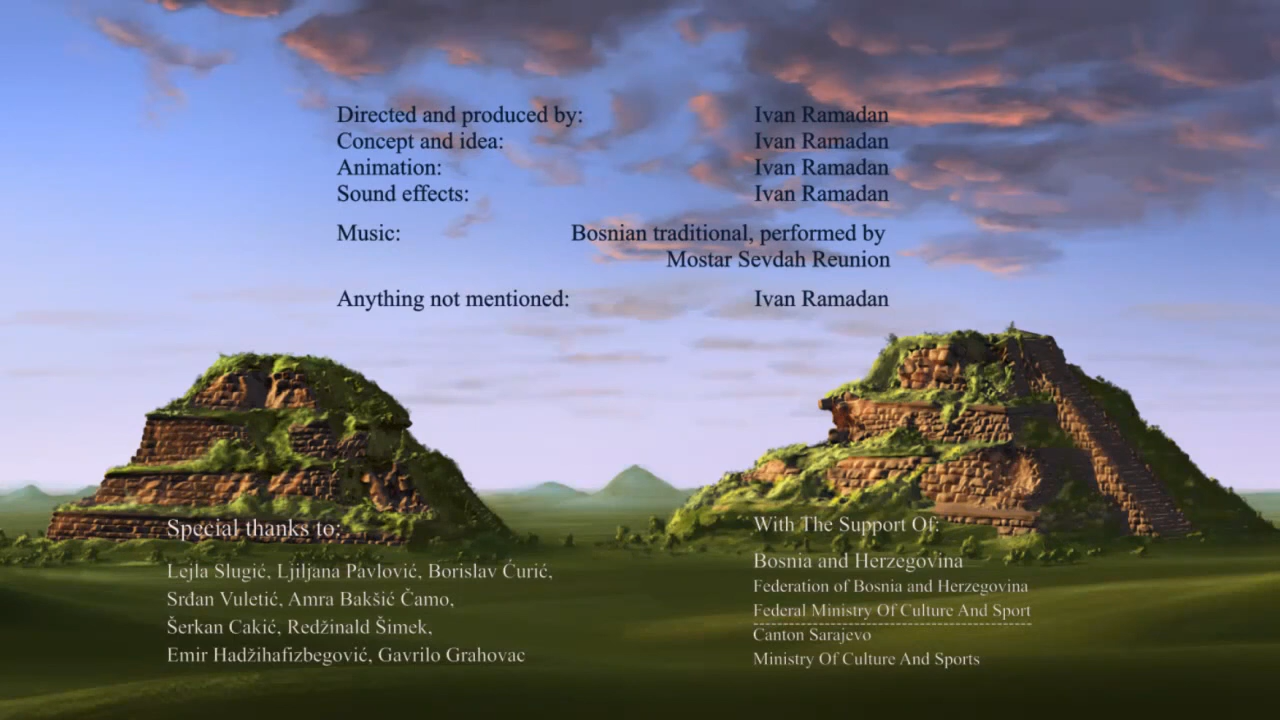 Directed and produced by: Ivan Ramadan
Concept and idea: Ivan Ramadan
Animation: Ivan Ramadan
Sound effects: Ivan Ramadan
Music: Bosnian traditional, performed by
Mostar Sevdah Reunion
Anything not mentioned: Ivan Ramadan
Special thanks to:
Lejla Slugić, Ljiljana Pavlović, Borislav Ćurić,
Srđan Vuletić, Amra Bakšić Čamo,
Šerkan Cakić, Redžinald Šimek,
Emir Hadžihafizbegović, Gavrilo Grahovac
With The Support Of:
Bosnia and Herzegovina
Federation of Bosnia and Herzegovina
Federal Ministry Of Culture And Sport
Canton Sarajevo
Ministry Of Culture And Sports